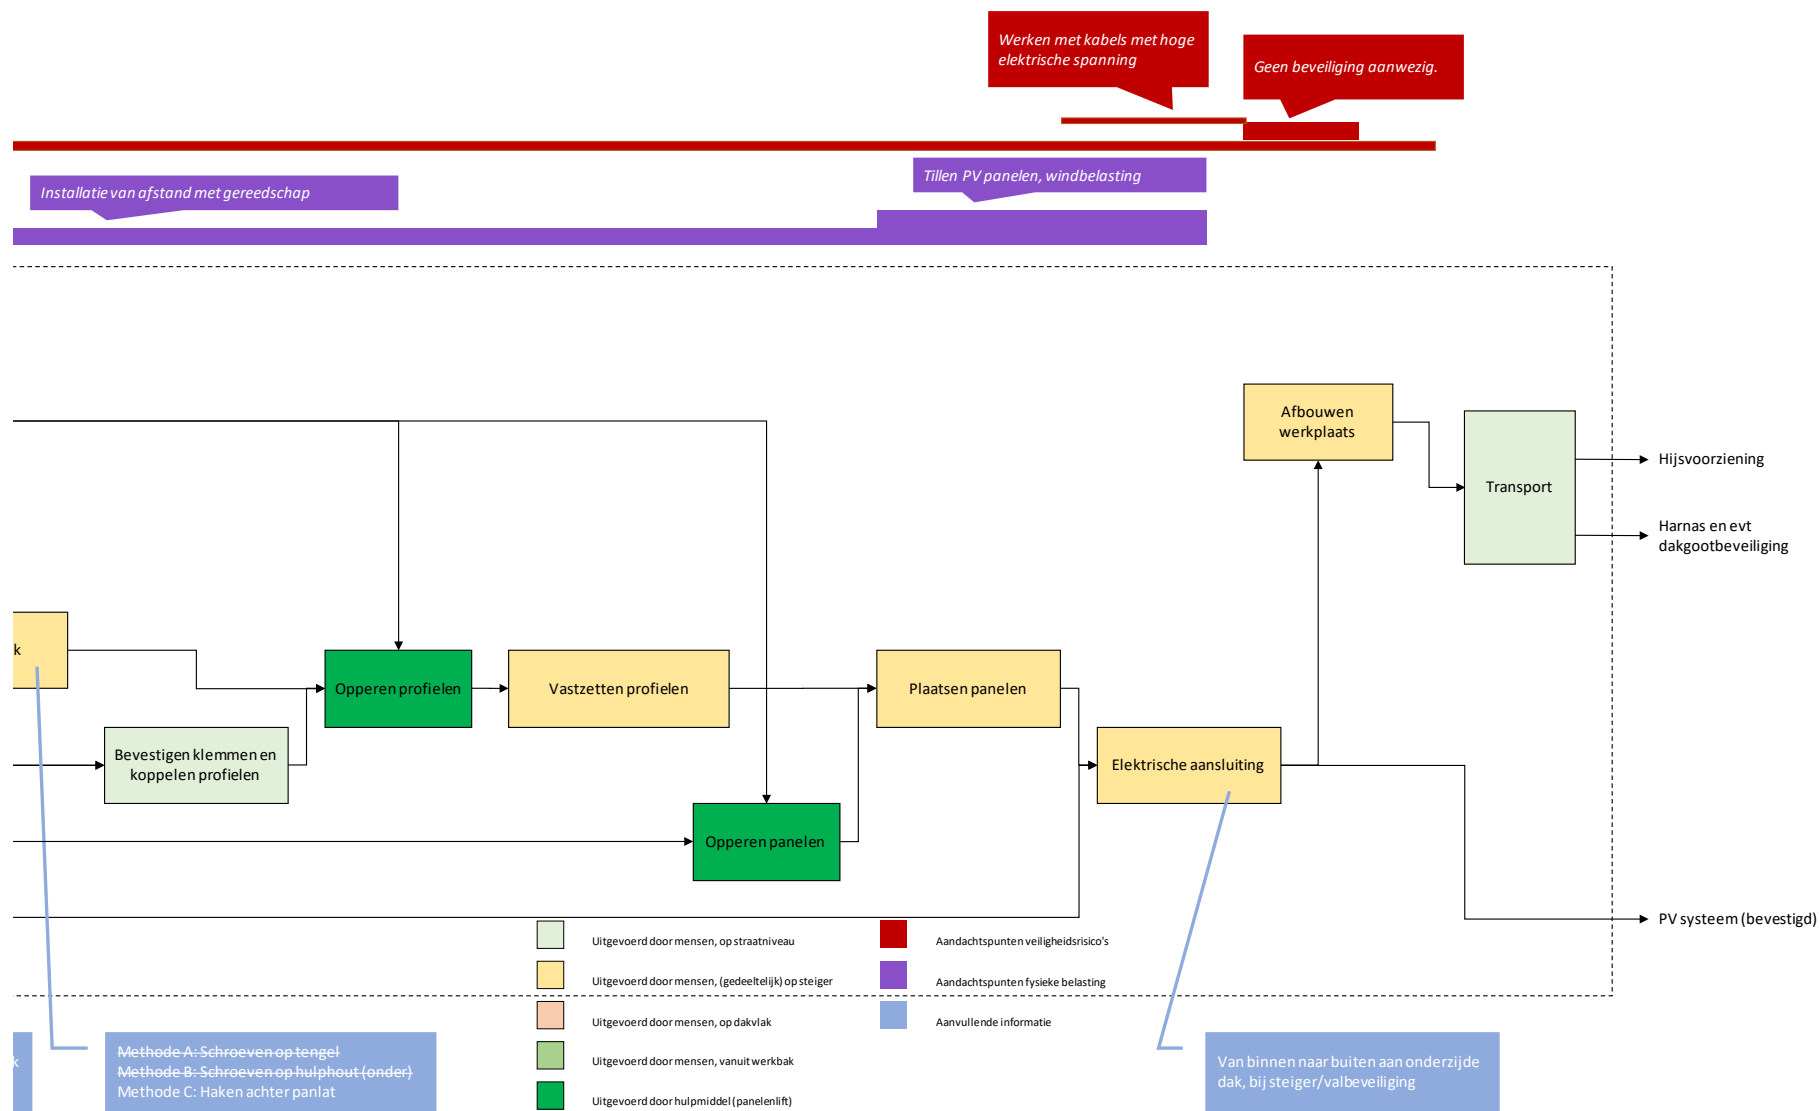 Werken met kabels met hoge
elektrische spanning
Geen beveiliging aanwezig.
Tillen PV panelen, windbelasting
Installatie van afstand met gereedschap
Afbouwen
werkplaats
Transport
Hijsvoorziening
Harnas en evt
dakgootbeveiliging
k
Opperen profielen
Vastzetten profielen
Plaatsen panelen
Bevestigen klemmen en
koppelen profielen
Elektrische aansluiting
Opperen panelen
PV systeem (bevestigd)
Uitgevoerd door mensen, op straatniveau
Uitgevoerd door mensen, (gedeeltelijk) op steiger
Uitgevoerd door mensen, op dakvlak
Uitgevoerd door mensen, vanuit werkbak
Uitgevoerd door hulpmiddel (panelenlift)
Aandachtspunten veiligheidsrisico's
Aandachtspunten fysieke belasting
Aanvullende informatie
k
Methode A: Schroeven op tengel
Methode B: Schroeven op hulphout (onder)
Methode C: Haken achter panlat
Van binnen naar buiten aan onderzijde
dak, bij steiger/valbeveiliging